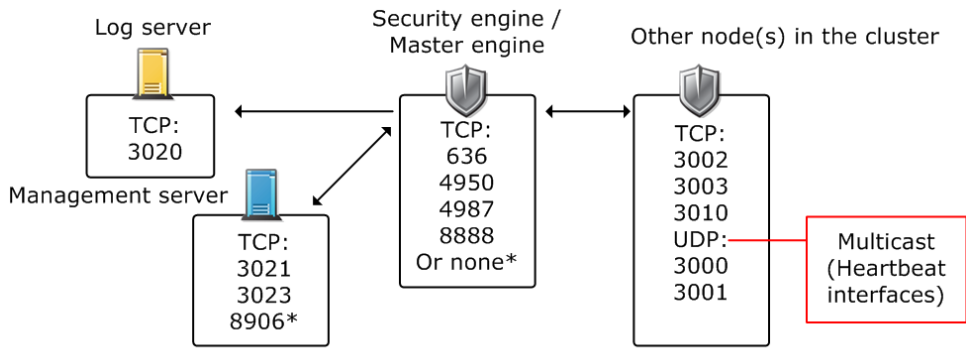 Log server
TCP:
3020
Management server
TCP:
3021
3023
8906*
Security engine /
Master engine
TCP:
636
4950
4987
8888
Or none*
Other node(s) in the cluster
TCP:
3002
3003
3010
UDP:
3000
3001
Multicast
(Heartbeat
interfaces)